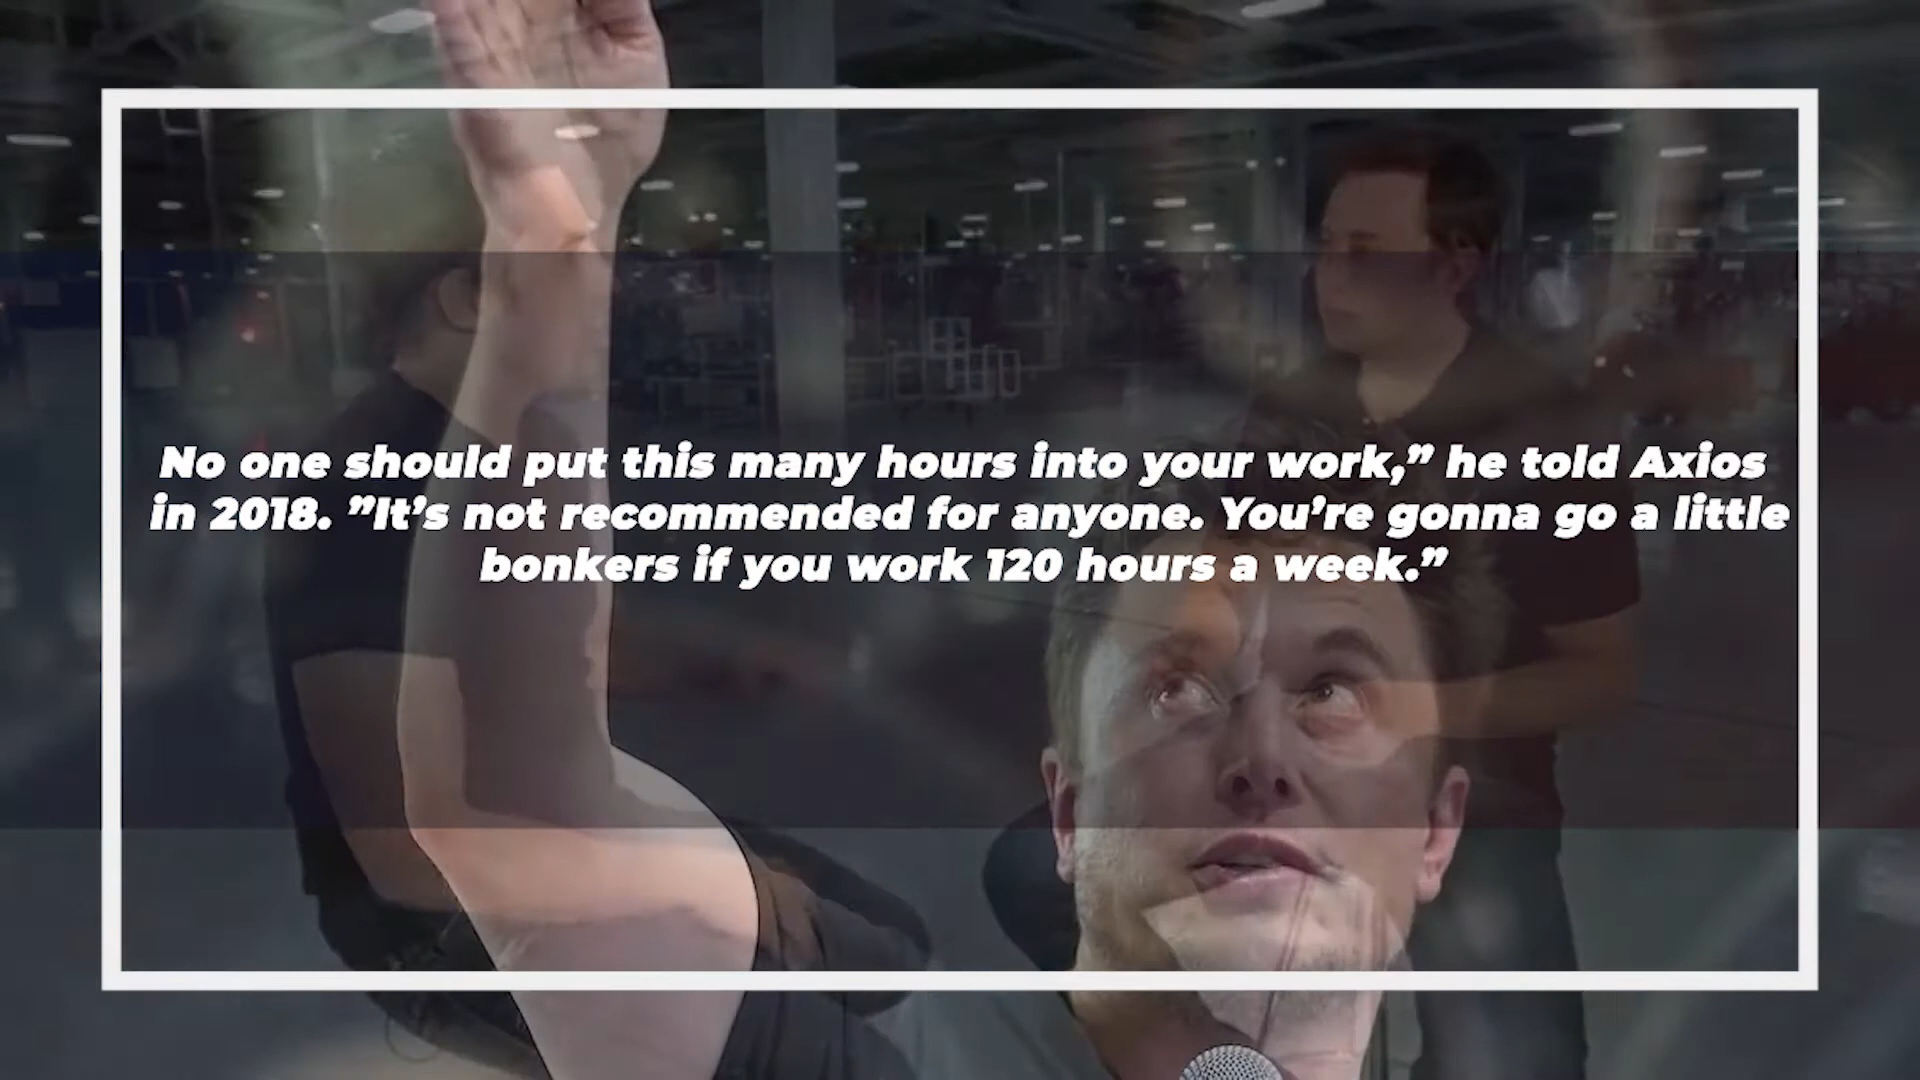 No one should put this many hours into your work,” he told Axios
in 2018. ”It’s not recommended for anyone. You’re gonna go a little
bonkers if you work 120 hours a week.”